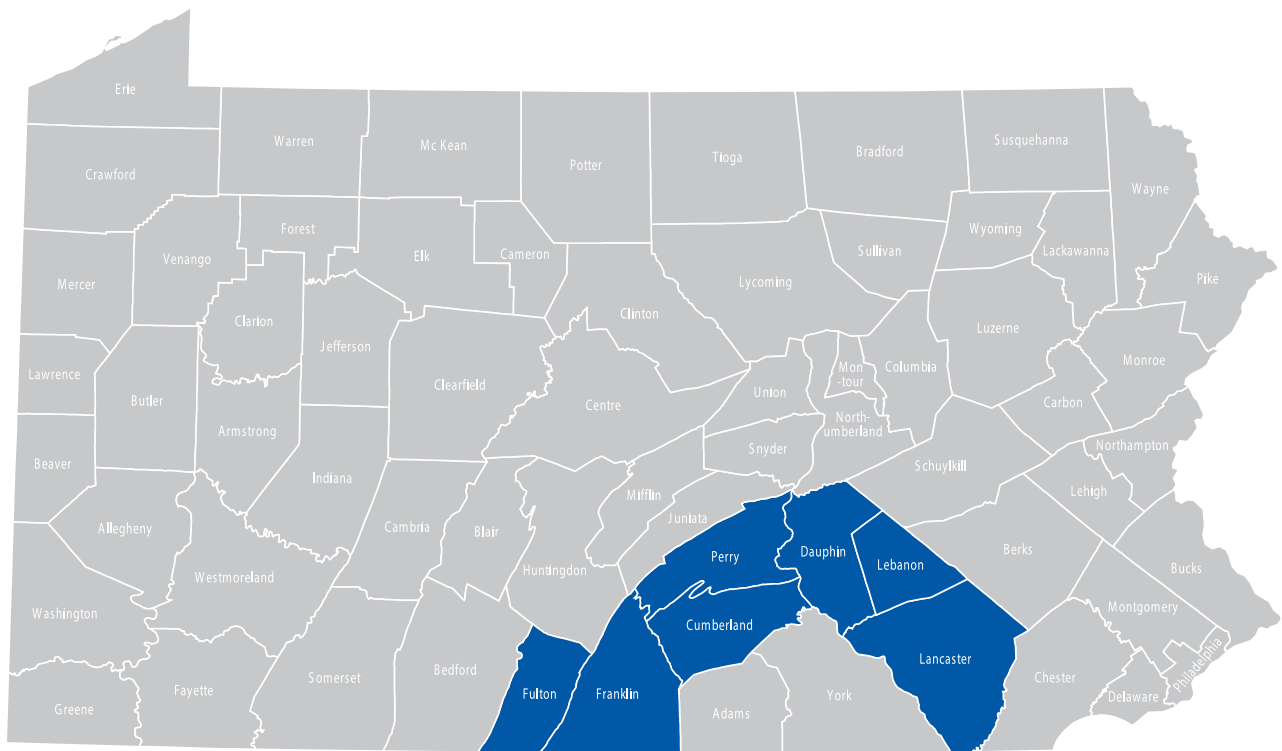 Erie
Warren
Mc Kean
Potter
Tioga
Bradford
Susquehanna
Wayne
Crawford
Forest
Venango
Elk
Cameron
Sullivan
Wyoming
Lackawanna
Pike
Mercer
Lycoming
Clinton
Clarion
Luzerne
Jefferson
Lawrence
Clearfield
Mon
-tour
Columbia
Monroe
Butler
Union
Centre
Carbon
Armstrong
North-
umberland
Snyder
Northampton
Beaver
Indiana
Schuylkill
Mifflin
Lehigh
Juniata
Allegheny
Cambria
Blair
Huntingdon
Perry
Dauphin
Lebanon
Berks
Bucks
Westmoreland
Washington
Cumberland
Montgomery
Lancaster
Philadelphia
Bedford
Somerset
Fayette
Fulton
Franklin
York
Chester
Delaware
Greene
Adams